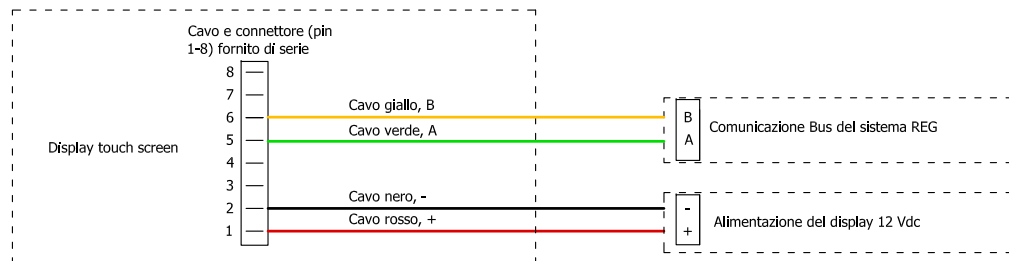 Cavo e connettore (pin
1-8) fornito di serie
8
7
6
5
4
3
2
1
Display touch screen
Cavo giallo, B
Cavo verde, A
Cavo nero, -
Cavo rosso, +
B
A
Comunicazione Bus del sistema REG
-
+
Alimentazione del display 12 Vdc